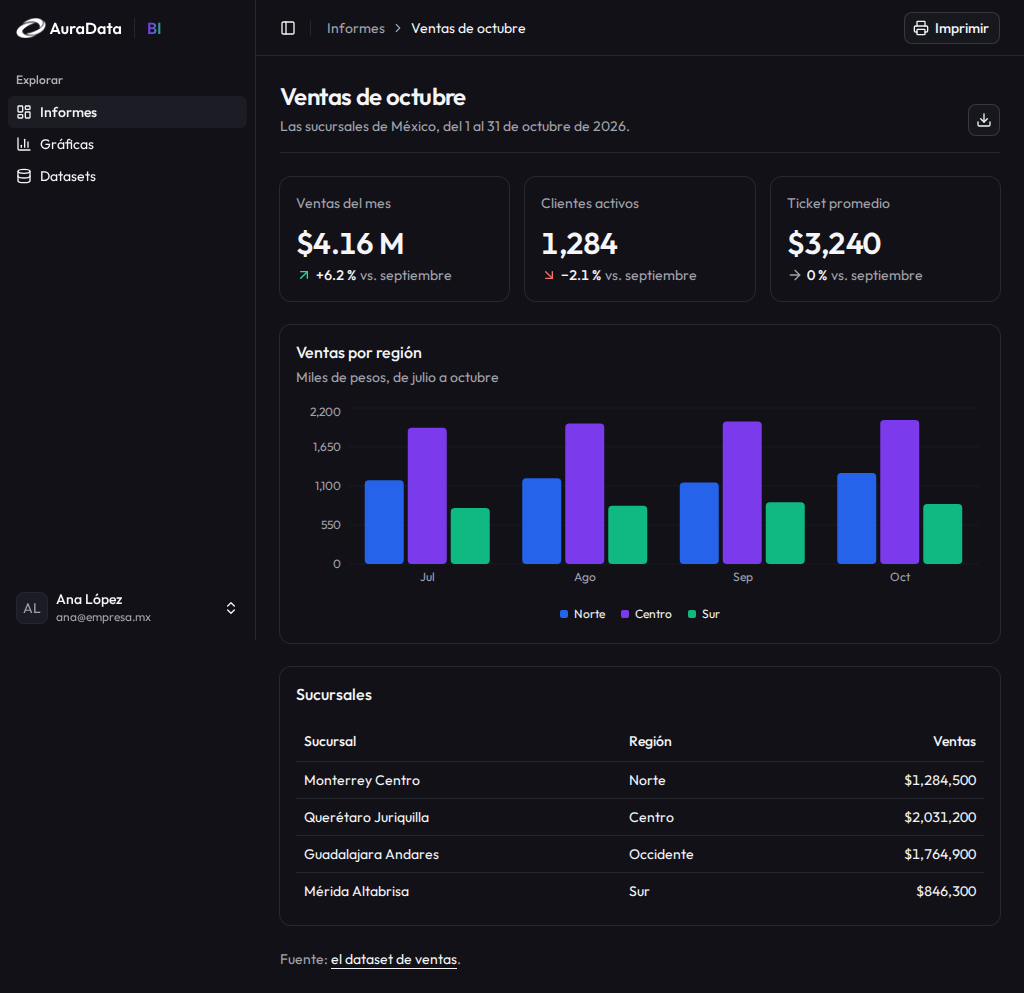 AuraData BI
Explorar
Informes
Gráficas
Datasets
AL
Ana López
ana@empresa.mx
Informes > Ventas de octubre
Imprimir
Ventas de octubre
Las sucursales de México, del 1 al 31 de octubre de 2026.
Ventas del mes
$4.16 M
+6.2 % vs. septiembre
Clientes activos
1,284
−2.1 % vs. septiembre
Ticket promedio
$3,240
0 % vs. septiembre
Ventas por región
Miles de pesos, de julio a octubre
2,200
1,650
1,100
550
0
Jul Ago Sep Oct
Norte Centro Sur
Sucursales
Sucursal Región Ventas
Monterrey Centro Norte $1,284,500
Querétaro Juriquilla Centro $2,031,200
Guadalajara Andares Occidente $1,764,900
Mérida Altabrisa Sur $846,300
Fuente: el dataset de ventas.